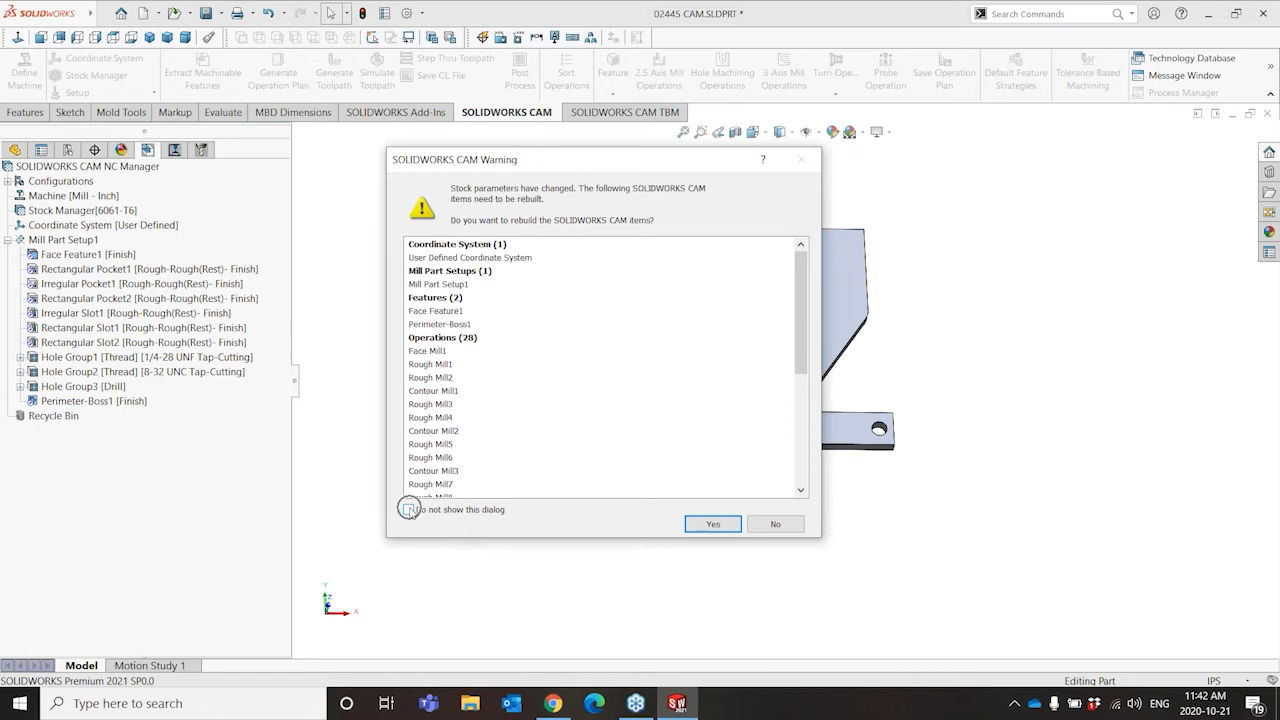 SOLIDWORKS
02445 CAM.SLDPRT *
Search Commands
Define Machine
Coordinate System
Stock Manager
Setup
Extract Machinable Features
Generate Operation Plan
Generate Toolpath
Simulate Toolpath
Step Thru Toolpath
Save CL File
Post Process
Sort Operations
Feature
2.5 Axis Mill Operations
Hole Machining Operations
3 Axis Mill Operations
Turn Ope...
Probe Operation
Save Operation Plan
Default Feature Strategies
Tolerance Based Machining
Technology Database
Message Window
Process Manager
Features
Sketch
Mold Tools
Markup
Evaluate
MBD Dimensions
SOLIDWORKS Add-Ins
SOLIDWORKS CAM
SOLIDWORKS CAM TBM
SOLIDWORKS CAM NC Manager
Configurations
Machine [Mill - Inch]
Stock Manager[6061-T6]
Coordinate System [User Defined]
Mill Part Setup1
Face Feature1 [Finish]
Rectangular Pocket1 [Rough-Rough(Rest)- Finish]
Irregular Pocket1 [Rough-Rough(Rest)- Finish]
Rectangular Pocket2 [Rough-Rough(Rest)- Finish]
Irregular Slot1 [Rough-Rough(Rest)- Finish]
Rectangular Slot1 [Rough-Rough(Rest)- Finish]
Rectangular Slot2 [Rough-Rough(Rest)- Finish]
Hole Group1 [Thread] [1/4-28 UNF Tap-Cutting]
Hole Group2 [Thread] [8-32 UNC Tap-Cutting]
Hole Group3 [Drill]
Perimeter-Boss1 [Finish]
Recycle Bin
SOLIDWORKS CAM Warning
?
Stock parameters have changed. The following SOLIDWORKS CAM
items need to be rebuilt.
Do you want to rebuild the SOLIDWORKS CAM items?
Coordinate System (1)
User Defined Coordinate System
Mill Part Setups (1)
Mill Part Setup1
Features (2)
Face Feature1
Perimeter-Boss1
Operations (28)
Face Mill1
Rough Mill1
Rough Mill2
Contour Mill1
Rough Mill3
Rough Mill4
Contour Mill2
Rough Mill5
Rough Mill6
Contour Mill3
Rough Mill7
Rough Mill8
Do not show this dialog
Yes
No
Y
Z
X
Model
Motion Study 1
SOLIDWORKS Premium 2021 SP0.0
Editing Part
IPS
Type here to search
ENG
11:42 AM
2020-10-21